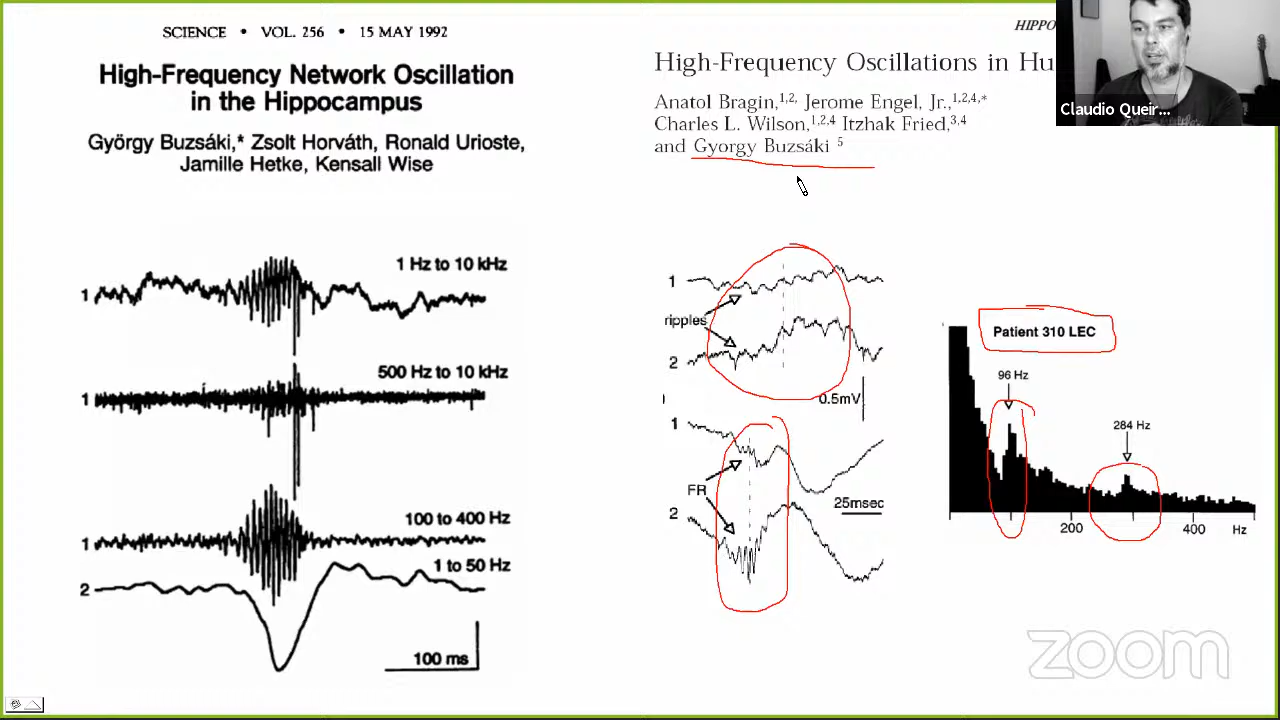 SCIENCE • VOL. 256 • 15 MAY 1992
High-Frequency Network Oscillation
in the Hippocampus
György Buzsáki,* Zsolt Horváth, Ronald Urioste,
Jamille Hetke, Kensall Wise
1 Hz to 10 kHz
1
500 Hz to 10 kHz
1
100 to 400 Hz
1
1 to 50 Hz
2
100 ms
HIPPO
High-Frequency Oscillations in Hu
Anatol Bragin,1,2, Jerome Engel, Jr.,1,2,4,*
Charles L. Wilson,1,2,4 Itzhak Fried,3,4
and Gyorgy Buzsáki 5
Claudio Queir...
1
ripples
2
0.5mV
1
FR
25msec
2
Patient 310 LEC
96 Hz
284 Hz
200
400
Hz
zoom